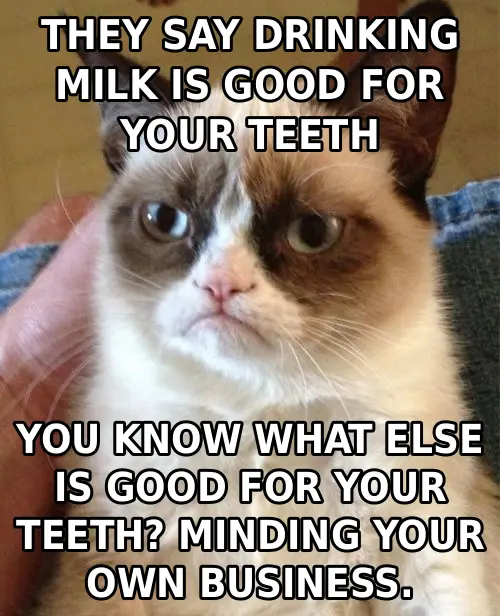 THEY SAY DRINKING
MILK IS GOOD FOR
YOUR TEETH
YOU KNOW WHAT ELSE
IS GOOD FOR YOUR
TEETH? MINDING YOUR
OWN BUSINESS.